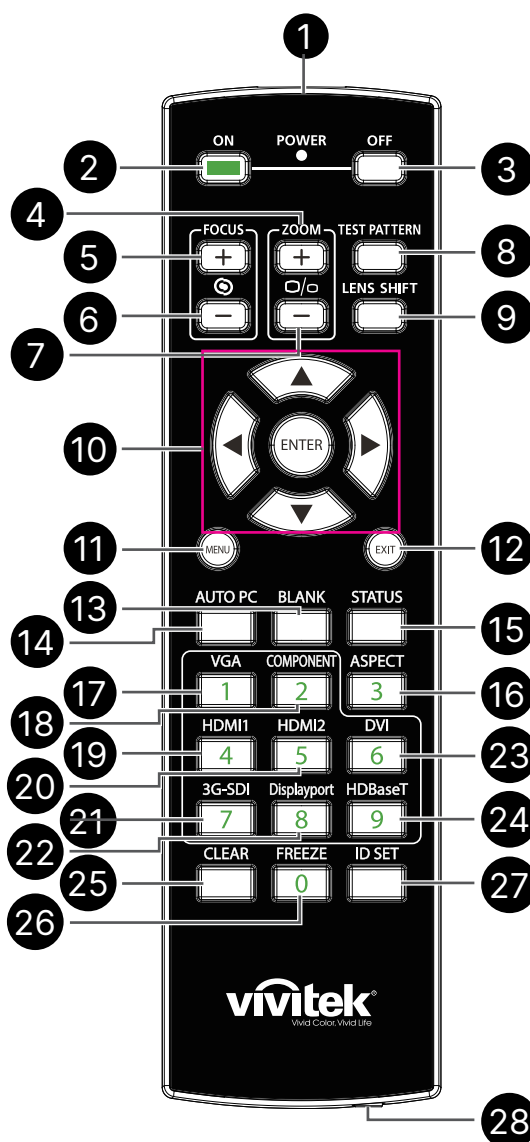 1
ON POWER OFF
2
3
4
FOCUS ZOOM TEST PATTERN
5
+ +
8
6
LENS SHIFT
− −
9
7
10
ENTER
11
MENU EXIT
12
13
AUTO PC BLANK STATUS
14
15
VGA COMPONENT ASPECT
17
1 2 3
16
18
HDMI1 HDMI2 DVI
19
4 5 6
23
20
3G-SDI Displayport HDBaseT
21
7 8 9
24
22
CLEAR FREEZE ID SET
25
0
27
26
vivitek®
Vivid Color. Vivid Life
28